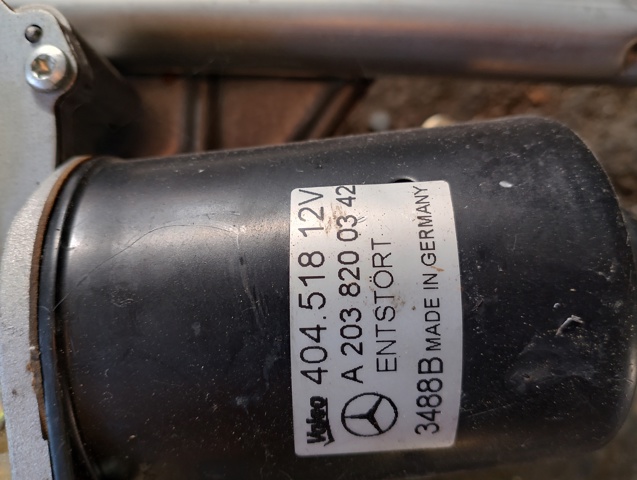 Valeo 404.518 12V
A 203 820 03 42
ENTSTÖRT
3488B MADE IN GERMANY